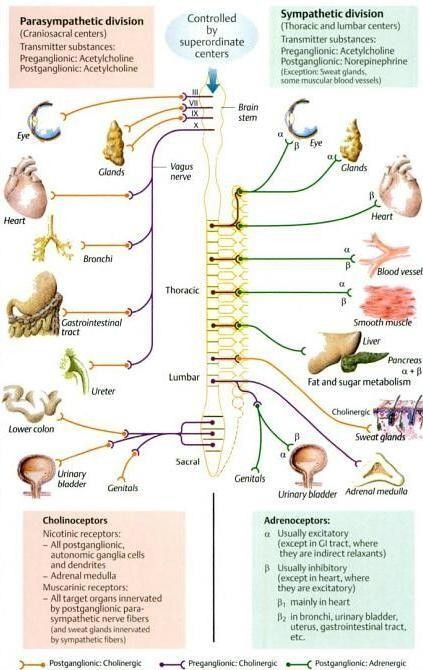 Parasympathetic division
(Craniosacral centers)
Transmitter substances:
Preganglionic: Acetylcholine
Postganglionic: Acetylcholine
Controlled
by
superordinate
centers
Sympathetic division
(Thoracic and lumbar centers)
Transmitter substances:
Preganglionic: Acetylcholine
Postganglionic: Norepinephrine
(Exception: Sweat glands,
some muscular blood vessels)
III
VII
IX
X
Brain
stem
Eye
Glands
Vagus
nerve
Heart
Bronchi
Gastrointestinal
tract
Ureter
Lower colon
Urinary
bladder
Genitals
Thoracic
Lumbar
Sacral
α
β
Eye
α
Glands
β
Heart
α
β
Blood vessel
α
β
Smooth muscle
Liver
Pancreas
α + β
Fat and sugar metabolism
Cholinergic
Sweat glands
Genitals
β
α
Urinary bladder
Adrenal medulla
Cholinoceptors
Nicotinic receptors:
– All postganglionic,
autonomic ganglia cells
and dendrites
– Adrenal medulla
Muscarinic receptors:
– All target organs innervated
by postganglionic para-
sympathetic nerve fibers
(and sweat glands innervated
by sympathetic fibers)
Adrenoceptors:
α Usually excitatory
(except in GI tract, where
they are indirect relaxants)
β Usually inhibitory
(except in heart, where
they are excitatory)
β1 mainly in heart
β2 in bronchi, urinary bladder,
uterus, gastrointestinal tract,
etc.
Postganglionic: Cholinergic
Preganglionic: Cholinergic
Postganglionic: Adrenergic